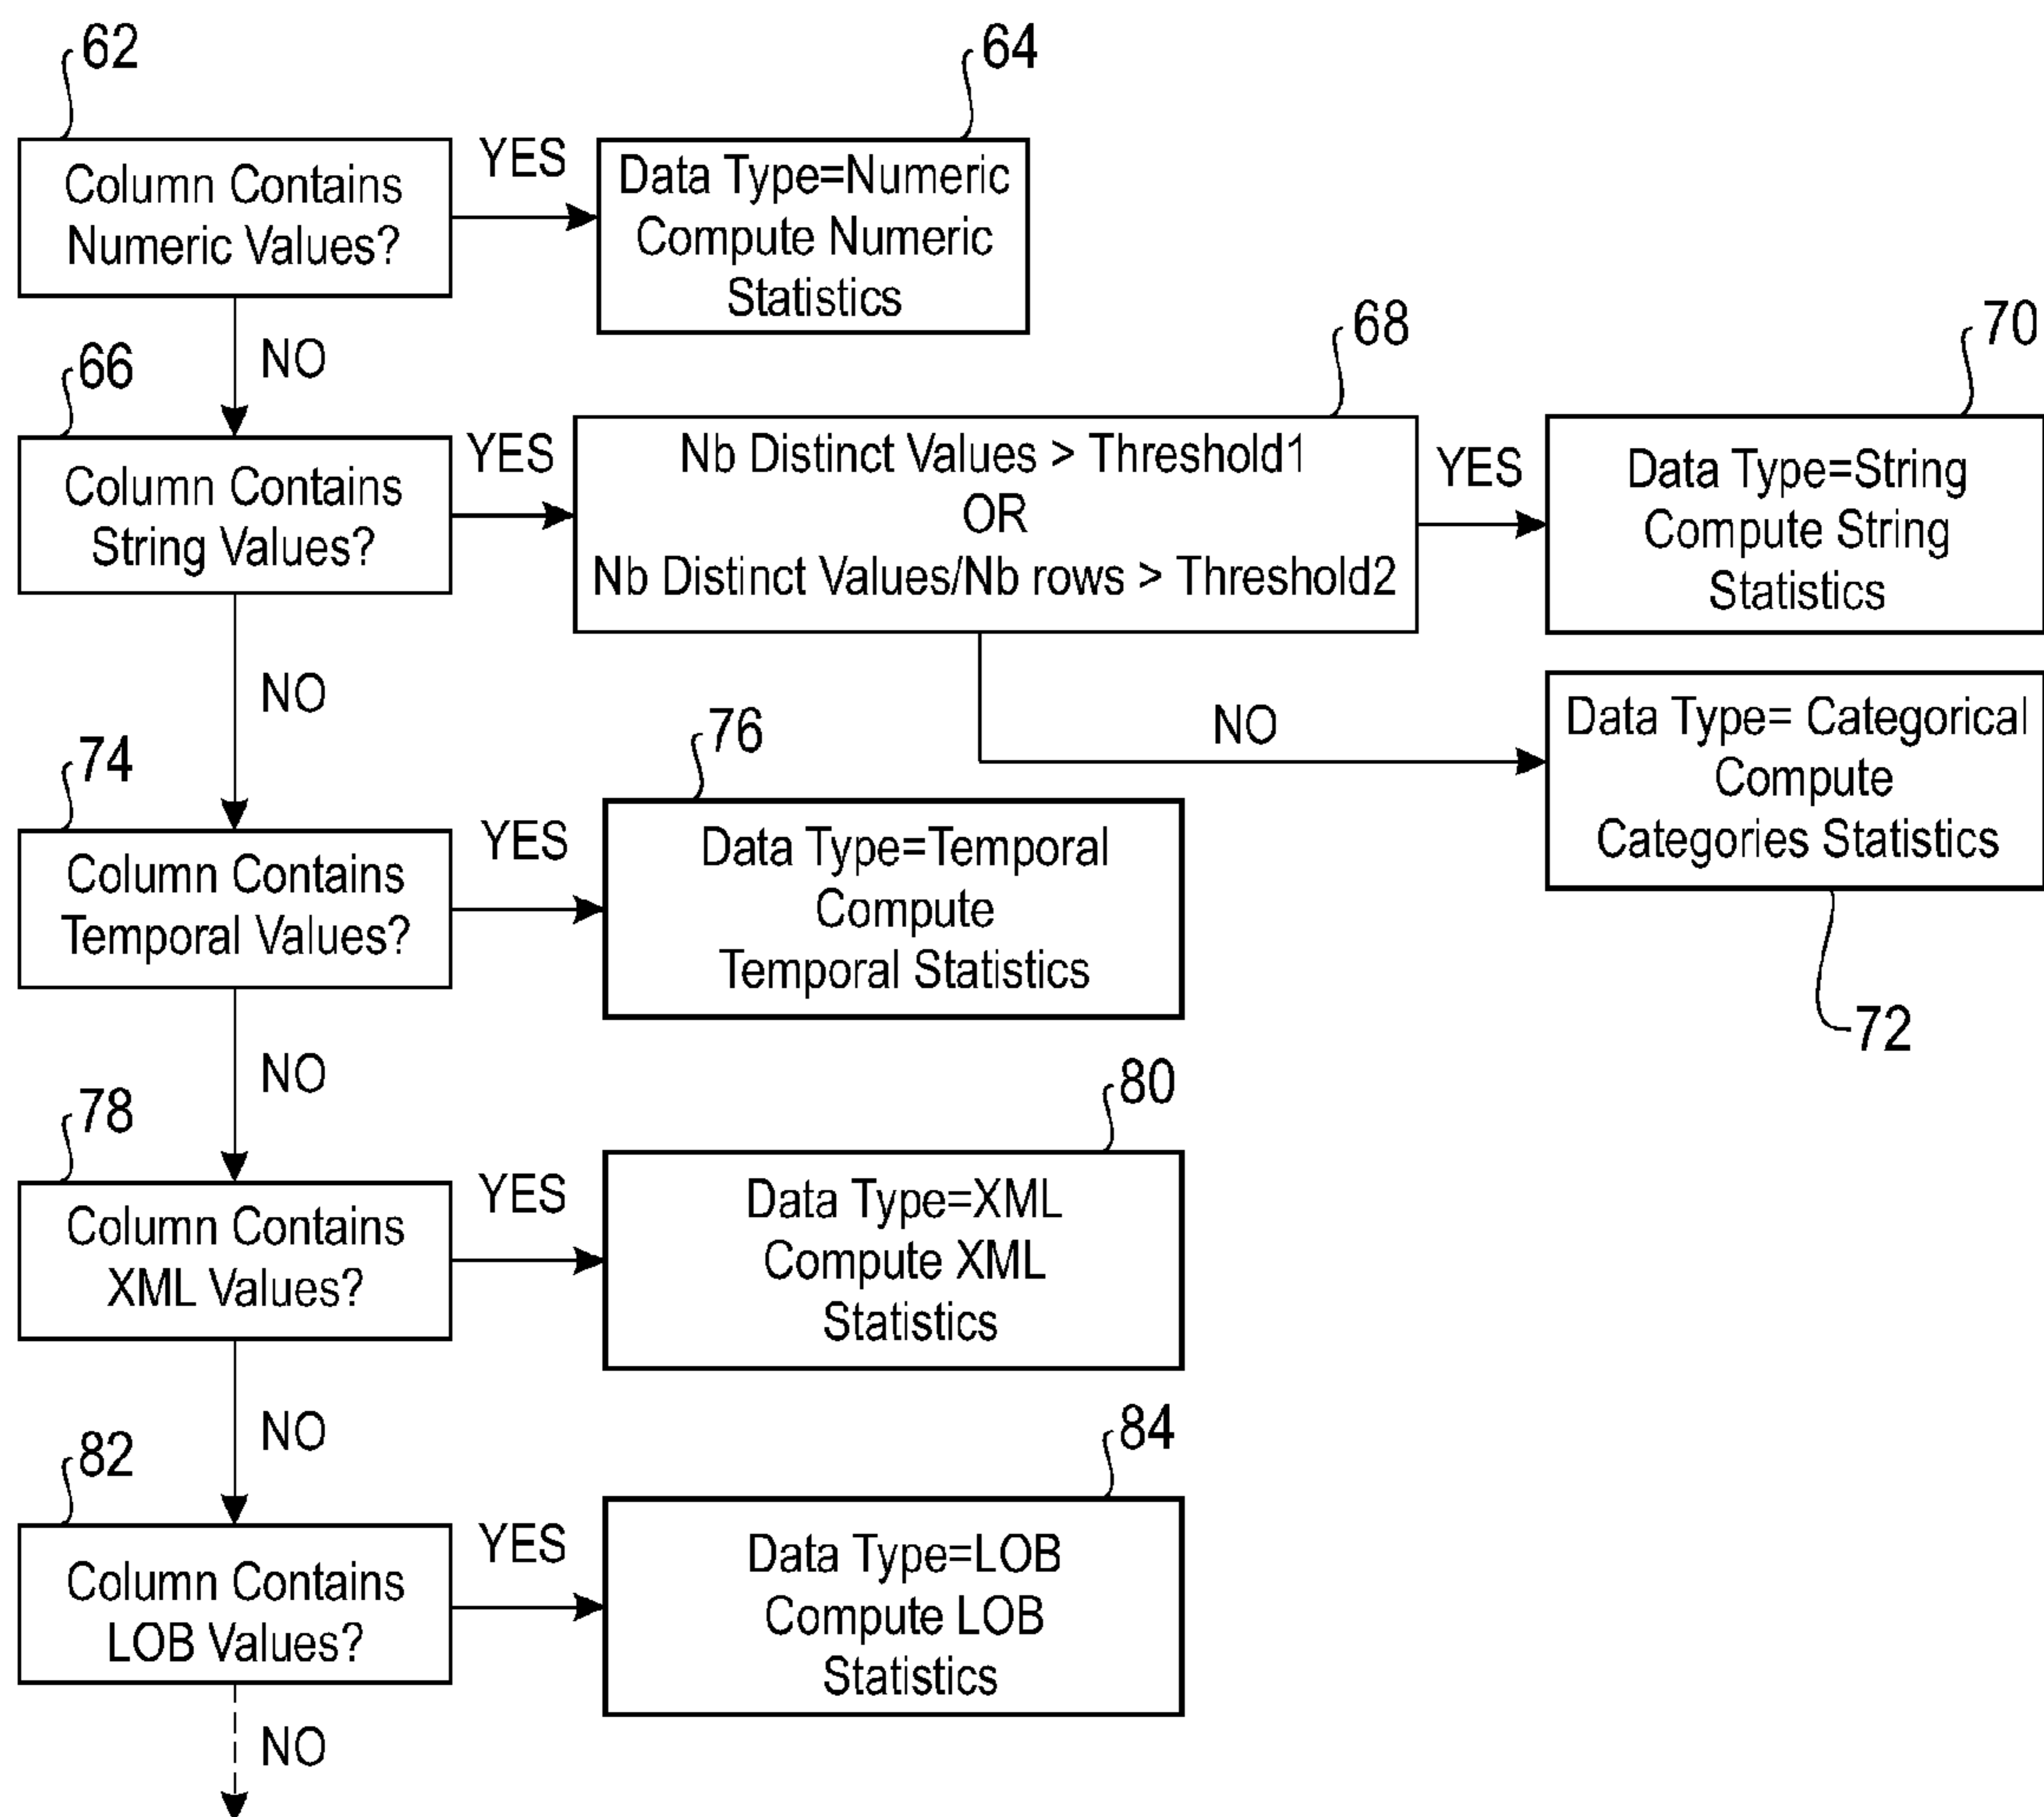 62
64
Column Contains
Numeric Values?
YES
Data Type=Numeric
Compute Numeric
Statistics
NO
66
68
70
Column Contains
String Values?
YES
Nb Distinct Values > Threshold1
OR
Nb Distinct Values/Nb rows > Threshold2
YES
Data Type=String
Compute String
Statistics
NO
NO
Data Type= Categorical
Compute
Categories Statistics
72
74
76
Column Contains
Temporal Values?
YES
Data Type=Temporal
Compute
Temporal Statistics
NO
78
80
Column Contains
XML Values?
YES
Data Type=XML
Compute XML
Statistics
NO
82
84
Column Contains
LOB Values?
YES
Data Type=LOB
Compute LOB
Statistics
NO